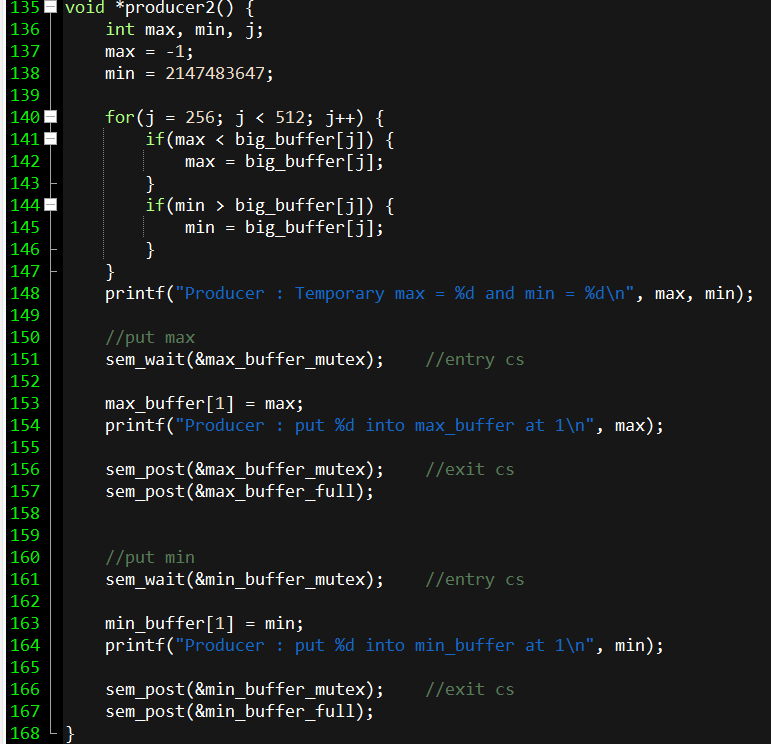 135 void *producer2() {
136     int max, min, j;
137     max = -1;
138     min = 2147483647;
139
140     for(j = 256; j < 512; j++) {
141         if(max < big_buffer[j]) {
142             max = big_buffer[j];
143         }
144         if(min > big_buffer[j]) {
145             min = big_buffer[j];
146         }
147     }
148     printf("Producer : Temporary max = %d and min = %d\n", max, min);
149
150     //put max
151     sem_wait(&max_buffer_mutex);    //entry cs
152
153     max_buffer[1] = max;
154     printf("Producer : put %d into max_buffer at 1\n", max);
155
156     sem_post(&max_buffer_mutex);    //exit cs
157     sem_post(&max_buffer_full);
158
159
160     //put min
161     sem_wait(&min_buffer_mutex);    //entry cs
162
163     min_buffer[1] = min;
164     printf("Producer : put %d into min_buffer at 1\n", min);
165
166     sem_post(&min_buffer_mutex);    //exit cs
167     sem_post(&min_buffer_full);
168 }